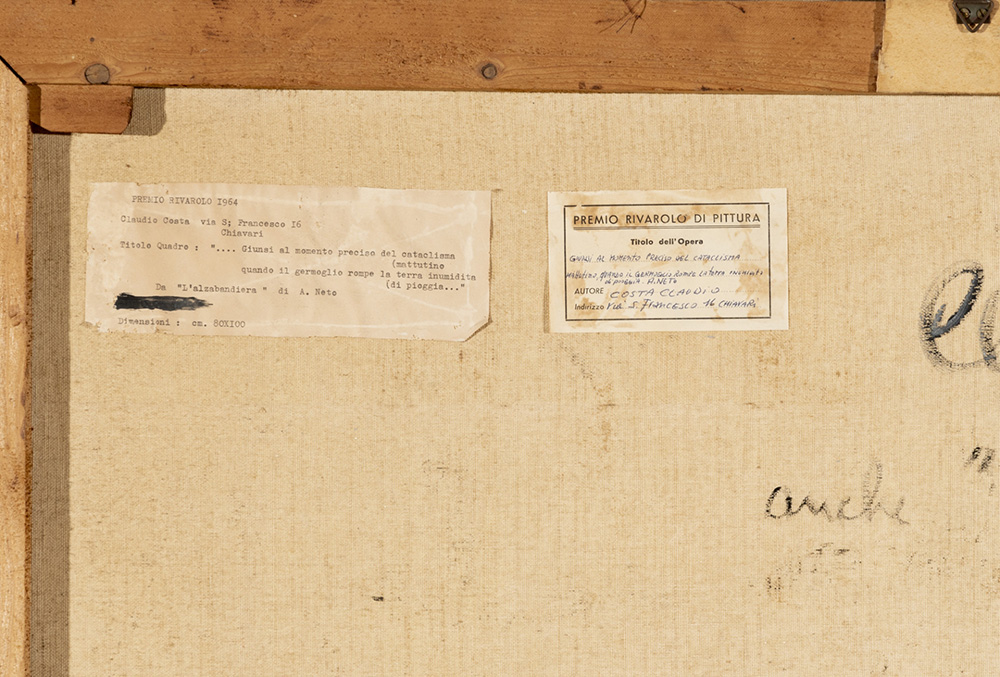 PREMIO RIVAROLO I964
Claudio Costa via S; Francesco I6
Chiavari
Titolo Quadro : ".... Giunsi al momento preciso del cataclisma
(mattutino
quando il germoglio rompe la terra inumidita
(di pioggia..."
Da "L'alzabandiera " di A. Neto
Dimensioni : cm. 80XI00
PREMIO RIVAROLO DI PITTURA
Titolo dell'Opera
GIUNSI AL MOMENTO PRECISO DEL CATACLISMA
MATTUTINO, QUANDO IL GERMOGLIO ROMPE LA TERRA INUMIDITA
DI PIOGGIA. A. NETO
AUTORE COSTA CLAUDIO
Indirizzo Via S. FRANCESCO 16 CHIAVARI
anche "